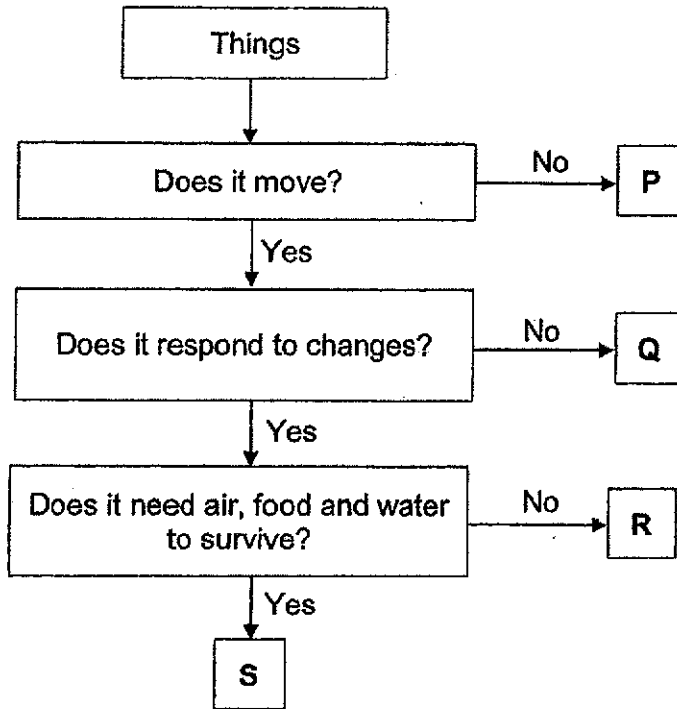 Things
Does it move?
No
P
Yes
Does it respond to changes?
No
Q
Yes
Does it need air, food and water
to survive?
No
R
Yes
S